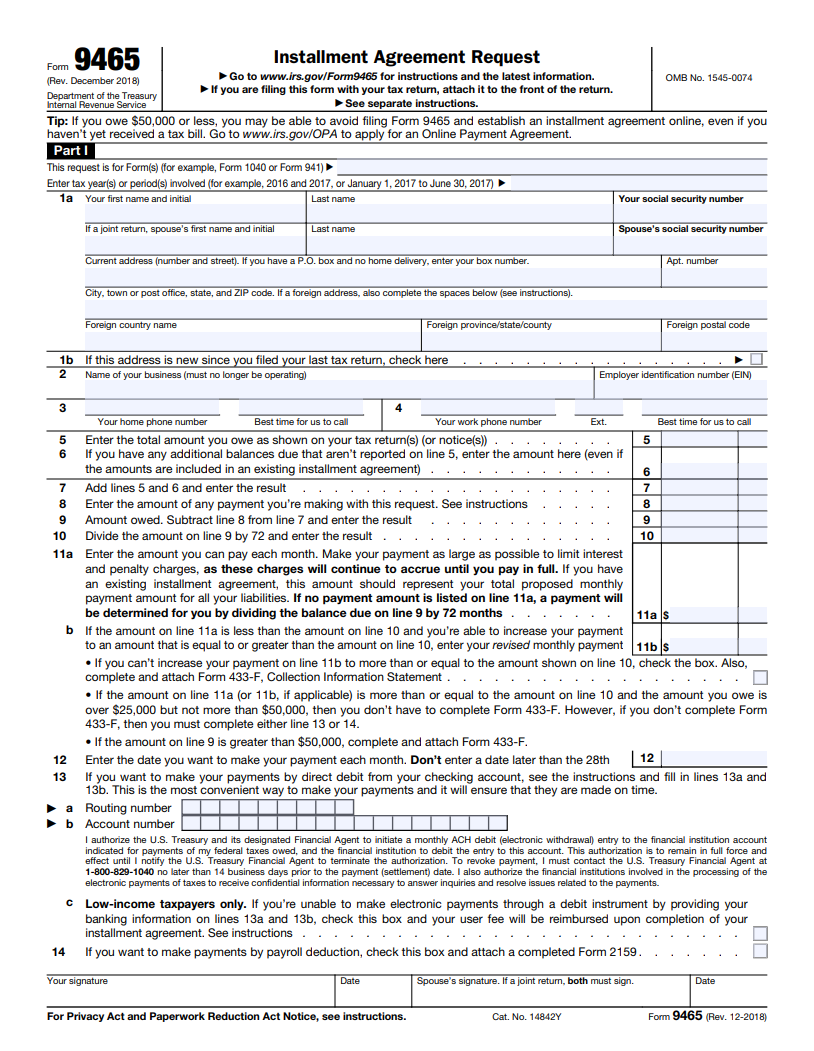 Form 9465
(Rev. December 2018)
Department of the Treasury
Internal Revenue Service
Installment Agreement Request
▶ Go to www.irs.gov/Form9465 for instructions and the latest information.
▶ If you are filing this form with your tax return, attach it to the front of the return.
▶ See separate instructions.
OMB No. 1545-0074
Tip: If you owe $50,000 or less, you may be able to avoid filing Form 9465 and establish an installment agreement online, even if you
haven't yet received a tax bill. Go to www.irs.gov/OPA to apply for an Online Payment Agreement.
Part I
This request is for Form(s) (for example, Form 1040 or Form 941) ▶
Enter tax year(s) or period(s) involved (for example, 2016 and 2017, or January 1, 2017 to June 30, 2017) ▶
1a Your first name and initial Last name Your social security number
If a joint return, spouse's first name and initial Last name Spouse's social security number
Current address (number and street). If you have a P.O. box and no home delivery, enter your box number. Apt. number
City, town or post office, state, and ZIP code. If a foreign address, also complete the spaces below (see instructions).
Foreign country name Foreign province/state/county Foreign postal code
1b If this address is new since you filed your last tax return, check here . . . . . . . . . . . . . . . ▶
2 Name of your business (must no longer be operating) Employer identification number (EIN)
3 4
Your home phone number Best time for us to call Your work phone number Ext. Best time for us to call
5 Enter the total amount you owe as shown on your tax return(s) (or notice(s)) . . . . . . . . 5
6 If you have any additional balances due that aren't reported on line 5, enter the amount here (even if
the amounts are included in an existing installment agreement) . . . . . . . . . . . 6
7 Add lines 5 and 6 and enter the result . . . . . . . . . . . . . . . . . 7
8 Enter the amount of any payment you're making with this request. See instructions . . . . . 8
9 Amount owed. Subtract line 8 from line 7 and enter the result . . . . . . . . . . 9
10 Divide the amount on line 9 by 72 and enter the result . . . . . . . . . . . . . 10
11a Enter the amount you can pay each month. Make your payment as large as possible to limit interest
and penalty charges, as these charges will continue to accrue until you pay in full. If you have
an existing installment agreement, this amount should represent your total proposed monthly
payment amount for all your liabilities. If no payment amount is listed on line 11a, a payment will
be determined for you by dividing the balance due on line 9 by 72 months . . . . . . . 11a $
b If the amount on line 11a is less than the amount on line 10 and you're able to increase your payment
to an amount that is equal to or greater than the amount on line 10, enter your revised monthly payment 11b $
• If you can't increase your payment on line 11b to more than or equal to the amount shown on line 10, check the box. Also,
complete and attach Form 433-F, Collection Information Statement . . . . . . . . . . . . . . . . .
• If the amount on line 11a (or 11b, if applicable) is more than or equal to the amount on line 10 and the amount you owe is
over $25,000 but not more than $50,000, then you don't have to complete Form 433-F. However, if you don't complete Form
433-F, then you must complete either line 13 or 14.
• If the amount on line 9 is greater than $50,000, complete and attach Form 433-F.
12 Enter the date you want to make your payment each month. Don't enter a date later than the 28th 12
13 If you want to make your payments by direct debit from your checking account, see the instructions and fill in lines 13a and
13b. This is the most convenient way to make your payments and it will ensure that they are made on time.
▶ a Routing number
▶ b Account number
I authorize the U.S. Treasury and its designated Financial Agent to initiate a monthly ACH debit (electronic withdrawal) entry to the financial institution account
indicated for payments of my federal taxes owed, and the financial institution to debit the entry to this account. This authorization is to remain in full force and
effect until I notify the U.S. Treasury Financial Agent to terminate the authorization. To revoke payment, I must contact the U.S. Treasury Financial Agent at
1-800-829-1040 no later than 14 business days prior to the payment (settlement) date. I also authorize the financial institutions involved in the processing of the
electronic payments of taxes to receive confidential information necessary to answer inquiries and resolve issues related to the payments.
c Low-income taxpayers only. If you're unable to make electronic payments through a debit instrument by providing your
banking information on lines 13a and 13b, check this box and your user fee will be reimbursed upon completion of your
installment agreement. See instructions . . . . . . . . . . . . . . . . . . . . . . . .
14 If you want to make payments by payroll deduction, check this box and attach a completed Form 2159 . . . . . .
Your signature Date Spouse's signature. If a joint return, both must sign. Date
For Privacy Act and Paperwork Reduction Act Notice, see instructions. Cat. No. 14842Y Form 9465 (Rev. 12-2018)